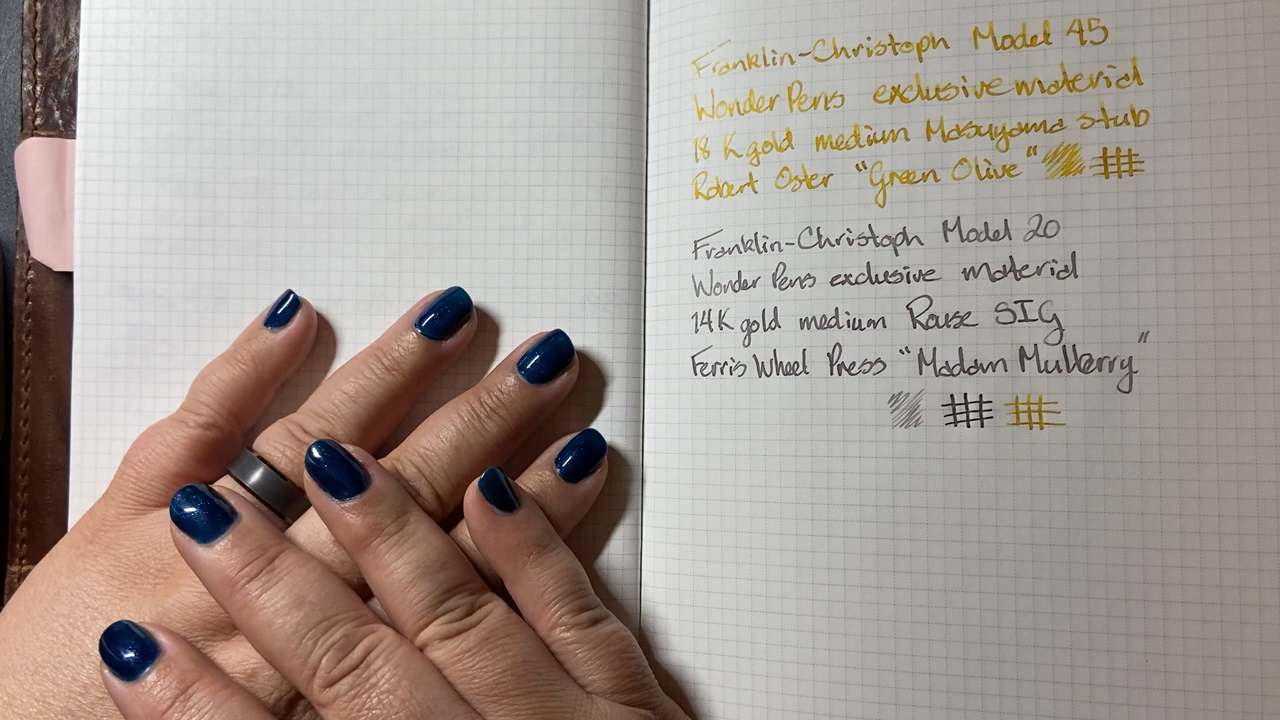 Franklin-Christoph Model 45
Wonder Pens exclusive material
18K gold medium Masuyama stub
Robert Oster "Green Olive"
Franklin-Christoph Model 20
Wonder Pens exclusive material
14K gold medium Rouse SIG
Ferris Wheel Press "Madam Mulberry"